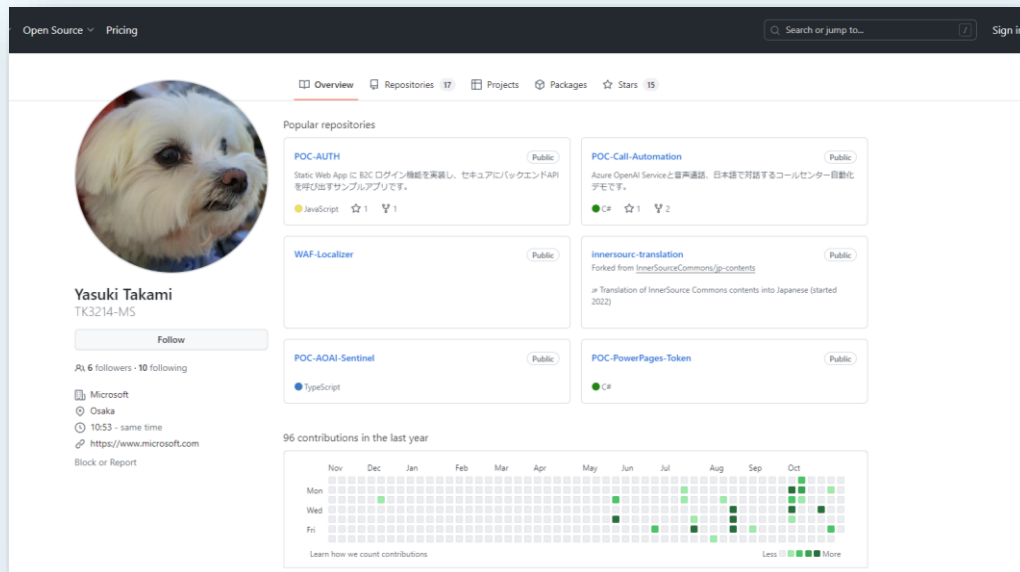 Open Source Pricing
Search or jump to... /
Sign i
Overview Repositories 17 Projects Packages Stars 15
Popular repositories
POC-AUTH Public
Static Web App に B2C ログイン機能を実装し、セキュアにバックエンドAPI
を呼び出すサンプルアプリです。
JavaScript 1 1
POC-Call-Automation Public
Azure OpenAI Serviceと音声通話、日本語で対話するコールセンター自動化
デモです。
C# 1 2
WAF-Localizer Public
innersourc-translation Public
Forked from InnerSourceCommons/jp-contents
Translation of InnerSource Commons contents into Japanese (started
2022)
POC-AOAI-Sentinel Public
TypeScript
POC-PowerPages-Token Public
C#
Yasuki Takami
TK3214-MS
Follow
6 followers · 10 following
Microsoft
Osaka
10:53 - same time
https://www.microsoft.com
Block or Report
96 contributions in the last year
Nov Dec Jan Feb Mar Apr May Jun Jul Aug Sep Oct
Mon
Wed
Fri
Learn how we count contributions
Less More